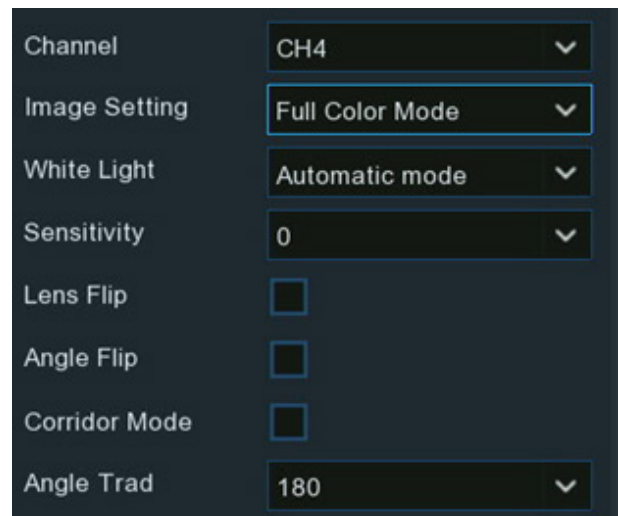 Channel CH4
Image Setting Full Color Mode
White Light Automatic mode
Sensitivity 0
Lens Flip
Angle Flip
Corridor Mode
Angle Trad 180